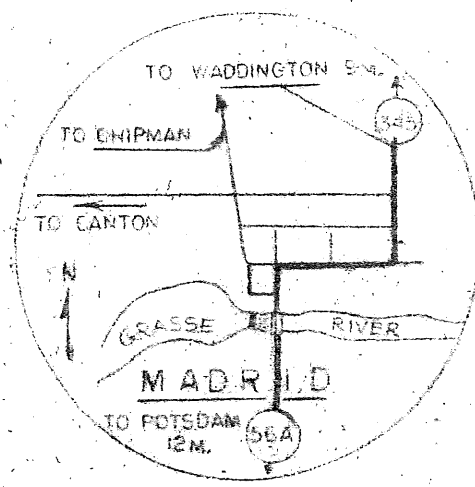 TO WADDINGTON 9 M.
345
TO CHIPMAN
TO CANTON
N
GRASSE RIVER
MADRID
TO POTSDAM
12 M.
56A